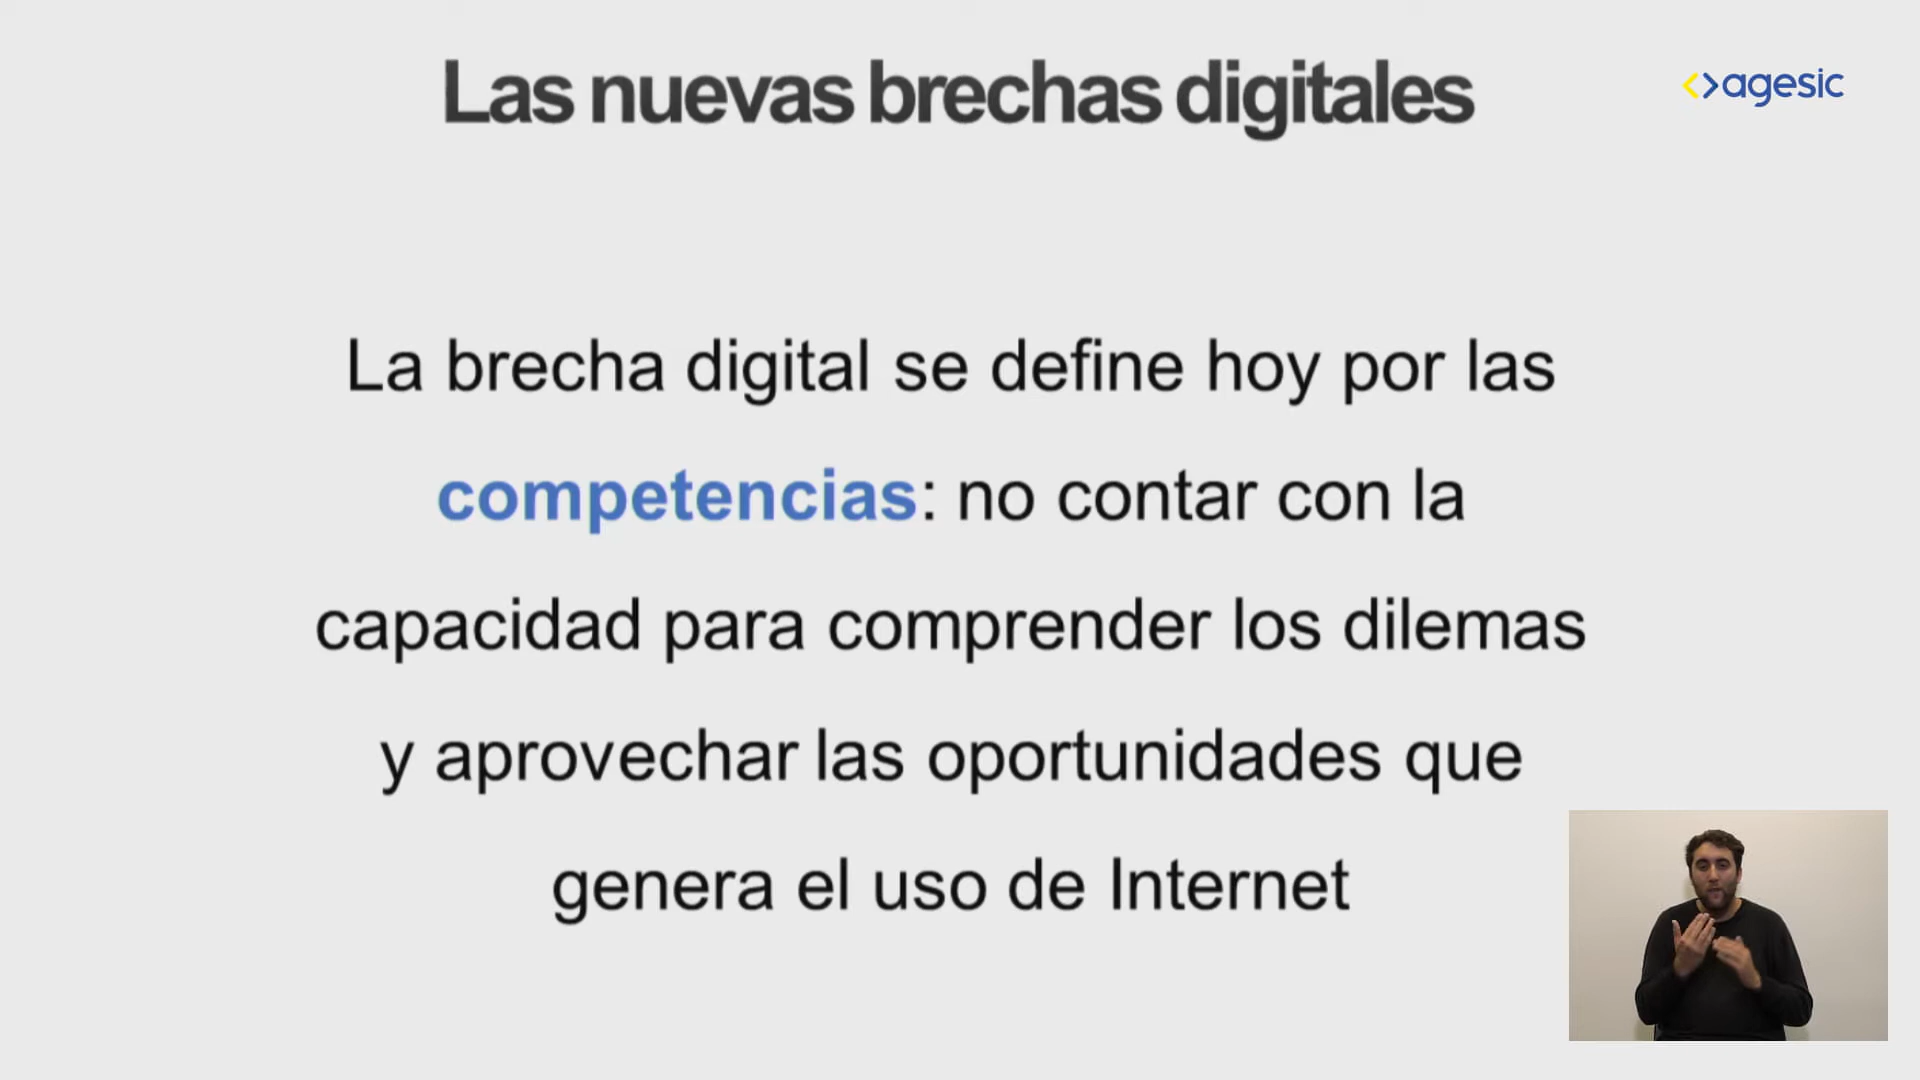 Las nuevas brechas digitales
<>agesic
La brecha digital se define hoy por las
competencias: no contar con la
capacidad para comprender los dilemas
y aprovechar las oportunidades que
genera el uso de Internet